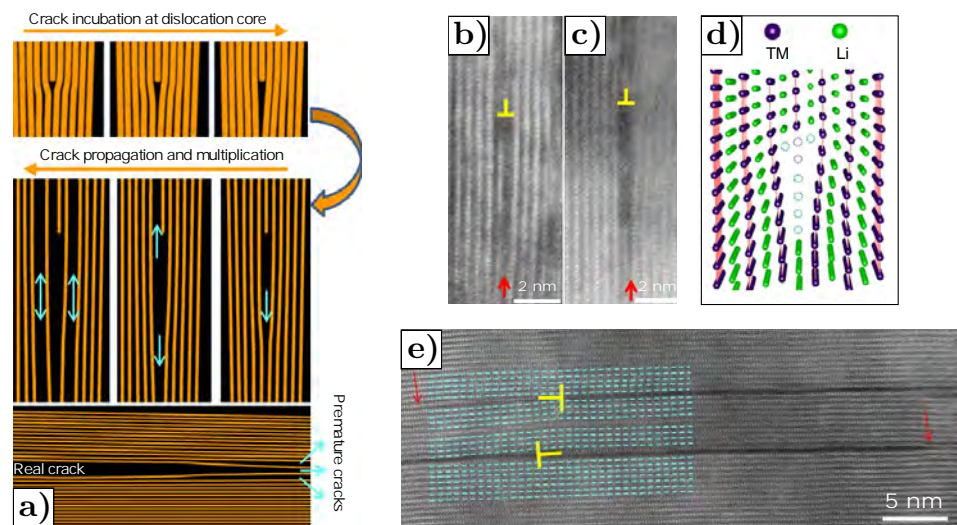 Crack incubation at dislocation core
Crack propagation and multiplication
Real crack
Premature cracks
a)
b)
c)
2 nm
2 nm
d)
TM
Li
e)
5 nm